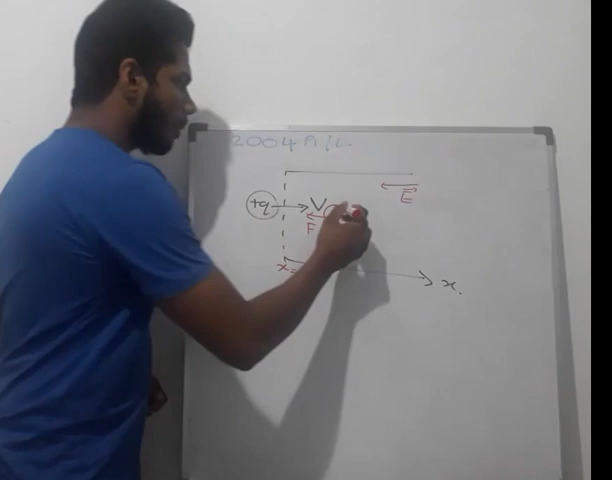 2004 A/L
E
+q V
F
x=
x.